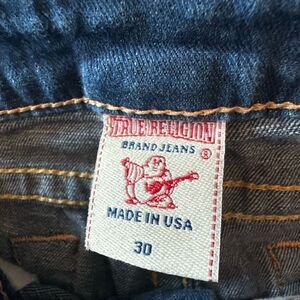 TRUE RELIGION
BRAND JEANS ®
MADE IN USA
30